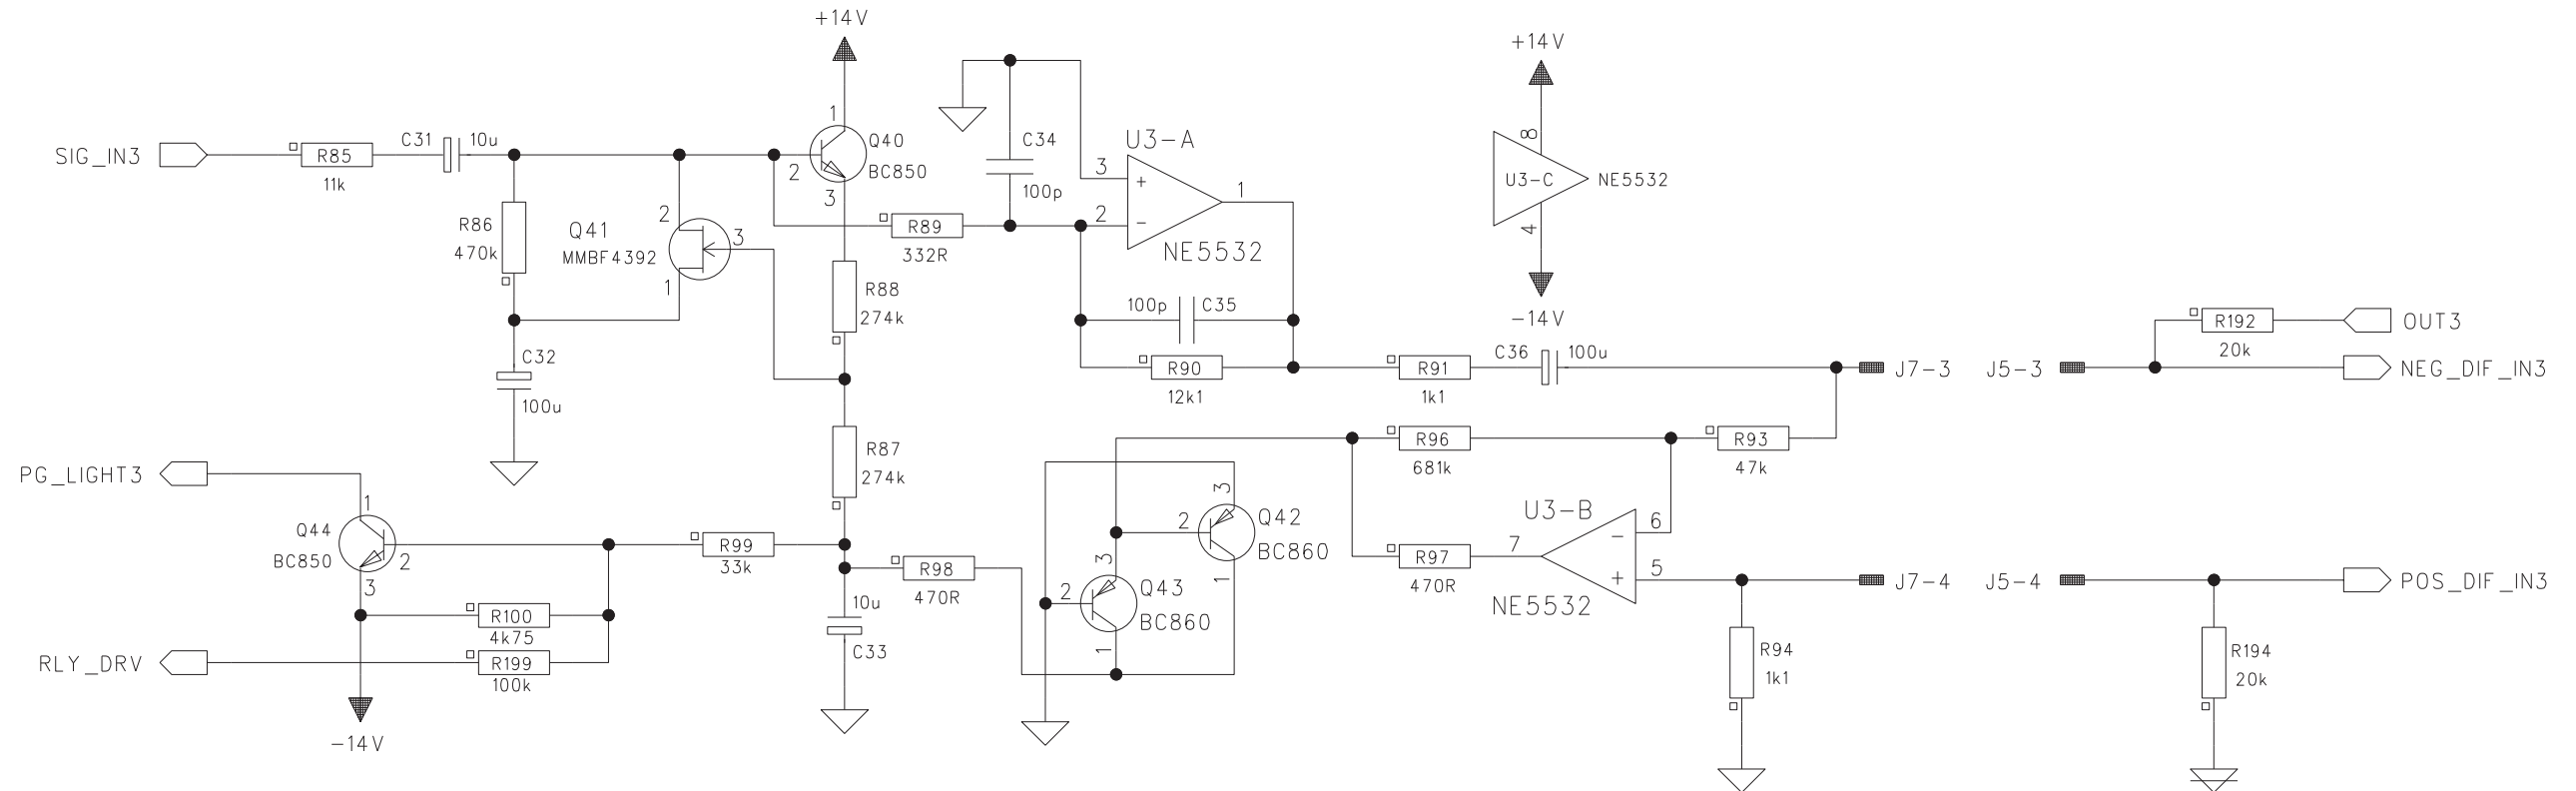 +14V
+14V
SIG_IN3
R85
11k
C31
10u
1
2
3
Q40
BC850
C34
100p
U3-A
3
+
2
-
1
NE5532
8
U3-C
NE5532
4
-14V
R86
470k
Q41
MMBF4392
2
3
1
R89
332R
R88
274k
100p
C35
R90
12k1
R91
1k1
C36
100u
J7-3
J5-3
R192
20k
OUT3
NEG_DIF_IN3
C32
100u
R87
274k
R96
681k
R93
47k
PG_LIGHT3
1
Q44
BC850
2
3
R99
33k
R98
470R
10u
C33
3
2
Q42
BC860
1
3
2
Q43
BC860
1
R97
470R
7
U3-B
6
-
5
+
NE5532
J7-4
J5-4
POS_DIF_IN3
R94
1k1
R194
20k
R100
4k75
RLY_DRV
R199
100k
-14V